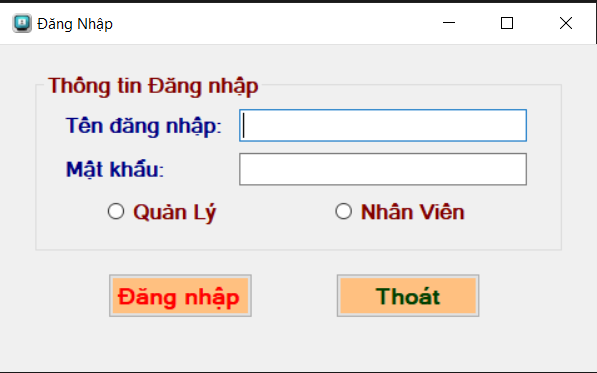 Đăng Nhập
Thông tin Đăng nhập
Tên đăng nhập:
Mật khẩu:
Quản Lý Nhân Viên
Đăng nhập Thoát